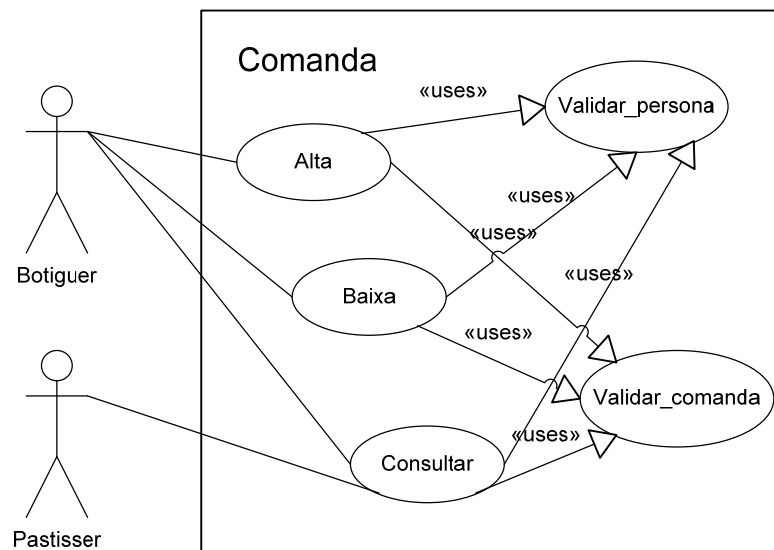 Comanda
«uses»
Validar_persona
Alta
«uses»
«uses»
Botiguer
«uses»
Baixa
«uses»
Validar_comanda
«uses»
Consultar
Pastisser